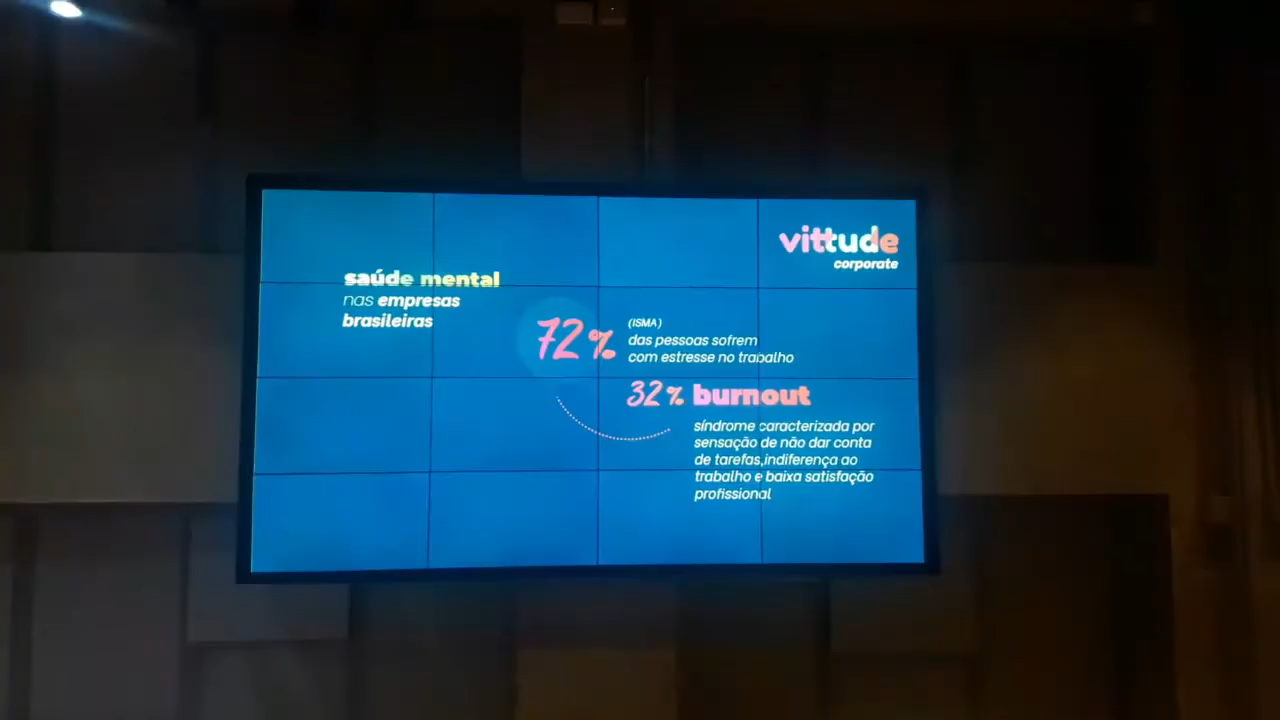 vittude
corporate
saúde mental
nas empresas
brasileiras
72% (ISMA)
das pessoas sofrem
com estresse no trabalho
32% burnout
síndrome caracterizada por
sensação de não dar conta
de tarefas,indiferença ao
trabalho e baixa satisfação
profissional